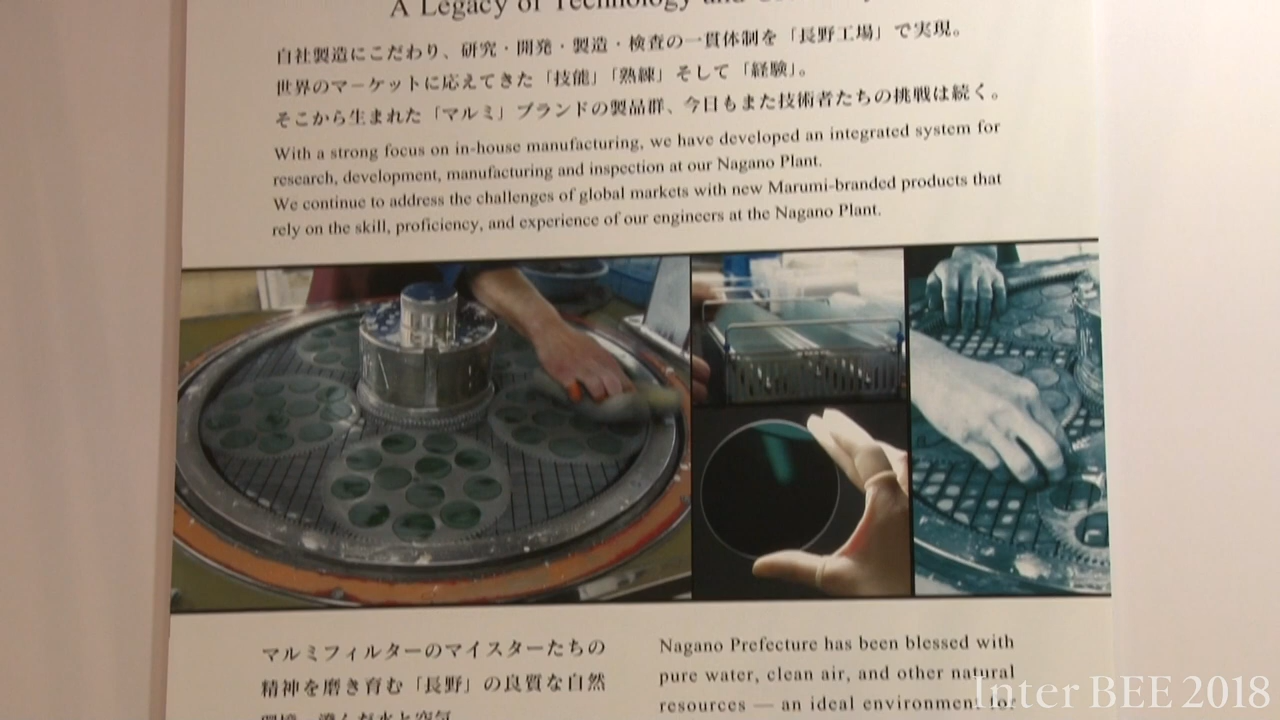 A Legacy of Technology and
自社製造にこだわり、研究・開発・製造・検査の一貫体制を「長野工場」で実現。
世界のマーケットに応えてきた「技能」「熟練」そして「経験」。
そこから生まれた「マルミ」ブランドの製品群、今日もまた技術者たちの挑戦は続く。
With a strong focus on in-house manufacturing, we have developed an integrated system for
research, development, manufacturing and inspection at our Nagano Plant.
We continue to address the challenges of global markets with new Marumi-branded products that
rely on the skill, proficiency, and experience of our engineers at the Nagano Plant.
マルミフィルターのマイスターたちの
精神を磨き育む「長野」の良質な自然
Nagano Prefecture has been blessed with
pure water, clean air, and other natural
resources — an ideal environment for
Inter BEE 2018